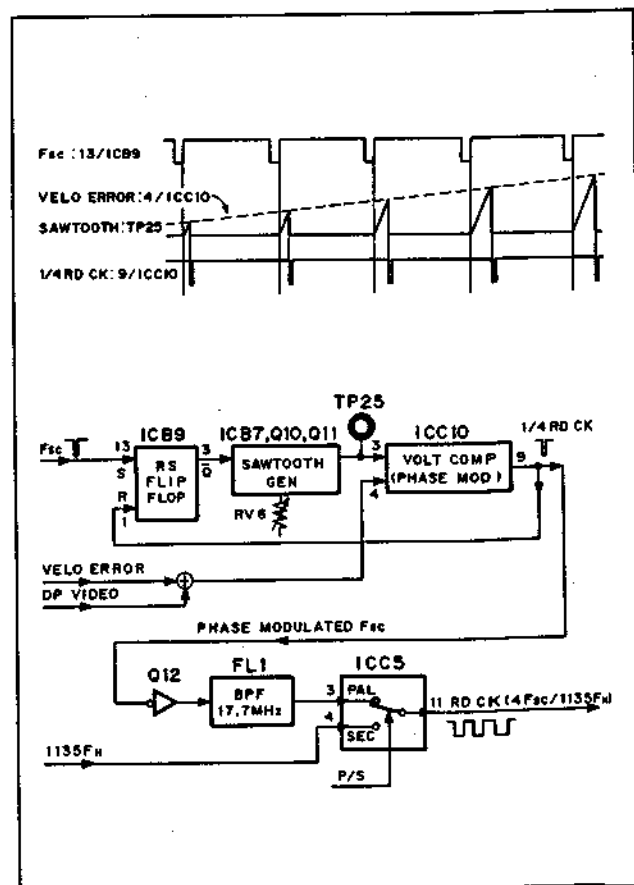 Fsc : 13/ICB9
VELO ERROR: 4/ICC10
SAWTOOTH: TP25
1/4 RD CK: 9/ICC10
TP25
ICB9
ICB7, Q10, Q11
ICC10
1/4 RD CK
Fsc
13
S
RS
FLIP
FLOP
R
1
3
Q̅
SAWTOOTH
GEN
RV6
3
4
VOLT COMP
(PHASE MOD)
9
VELO ERROR
DP VIDEO
PHASE MODULATED Fsc
Q12
FL1
ICC5
BPF
17,7MHz
3
PAL
4
SEC
11 RD CK (4 Fsc/1135FH)
1135FH
P/S